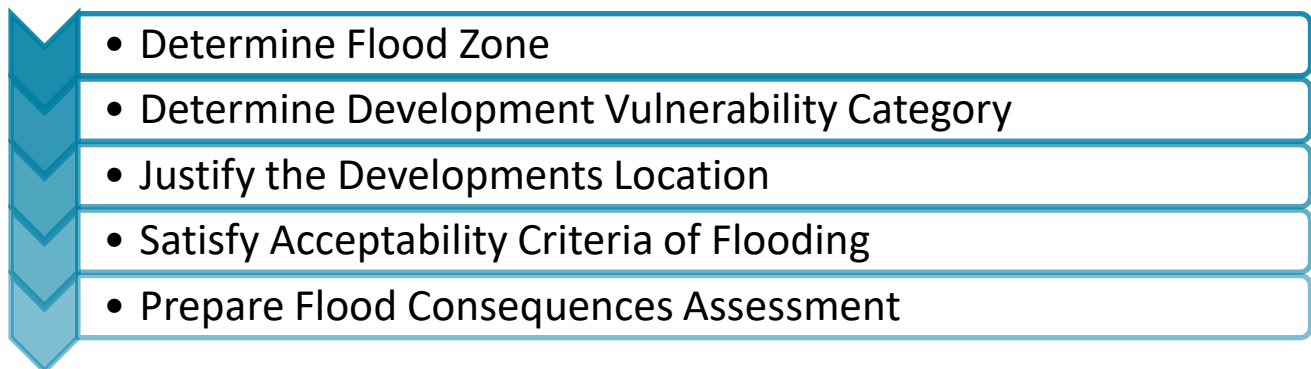 • Determine Flood Zone
• Determine Development Vulnerability Category
• Justify the Developments Location
• Satisfy Acceptability Criteria of Flooding
• Prepare Flood Consequences Assessment